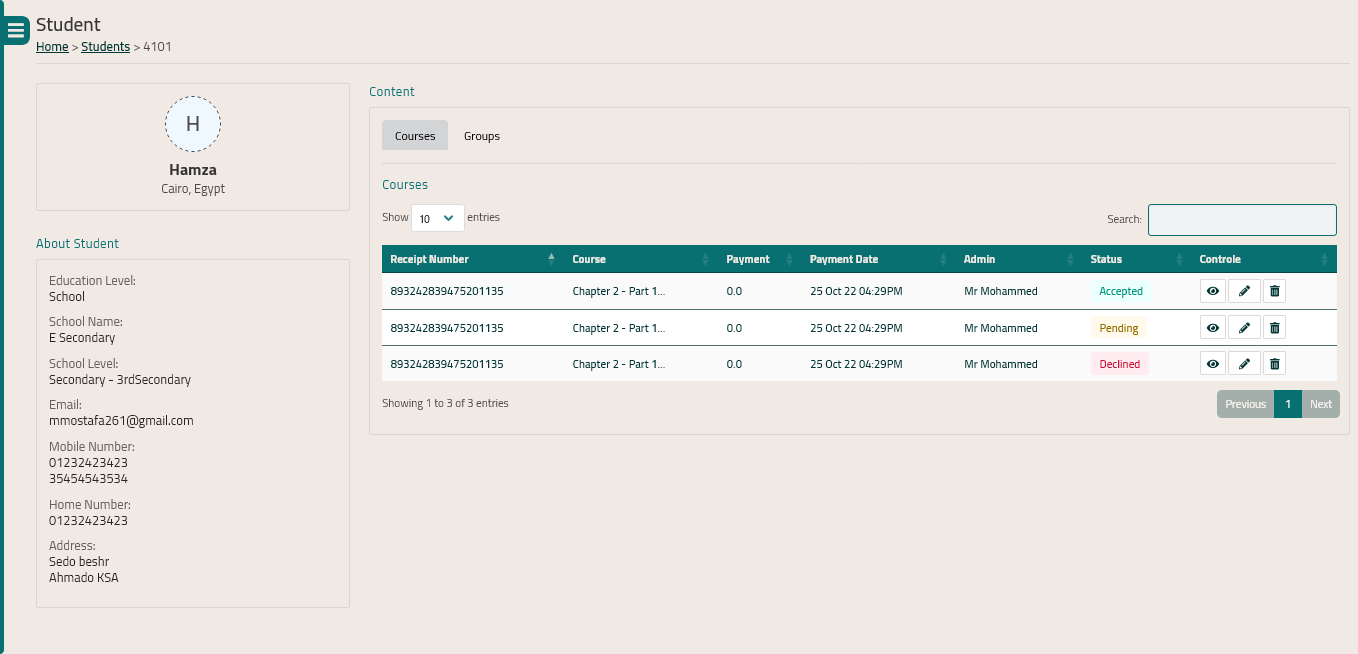 Student
Home > Students > 4101
H
Hamza
Cairo, Egypt
About Student
Education Level:
School
School Name:
E Secondary
School Level:
Secondary - 3rdSecondary
Email:
mmostafa261@gmail.com
Mobile Number:
01232423423
35454543534
Home Number:
01232423423
Address:
Sedo beshr
Ahmado KSA
Content
Courses Groups
Courses
Show 10 entries Search:
Receipt Number Course Payment Payment Date Admin Status Controle
893242839475201135 Chapter 2 - Part 1... 0.0 25 Oct 22 04:29PM Mr Mohammed Accepted
893242839475201135 Chapter 2 - Part 1... 0.0 25 Oct 22 04:29PM Mr Mohammed Pending
893242839475201135 Chapter 2 - Part 1... 0.0 25 Oct 22 04:29PM Mr Mohammed Declined
Showing 1 to 3 of 3 entries Previous 1 Next